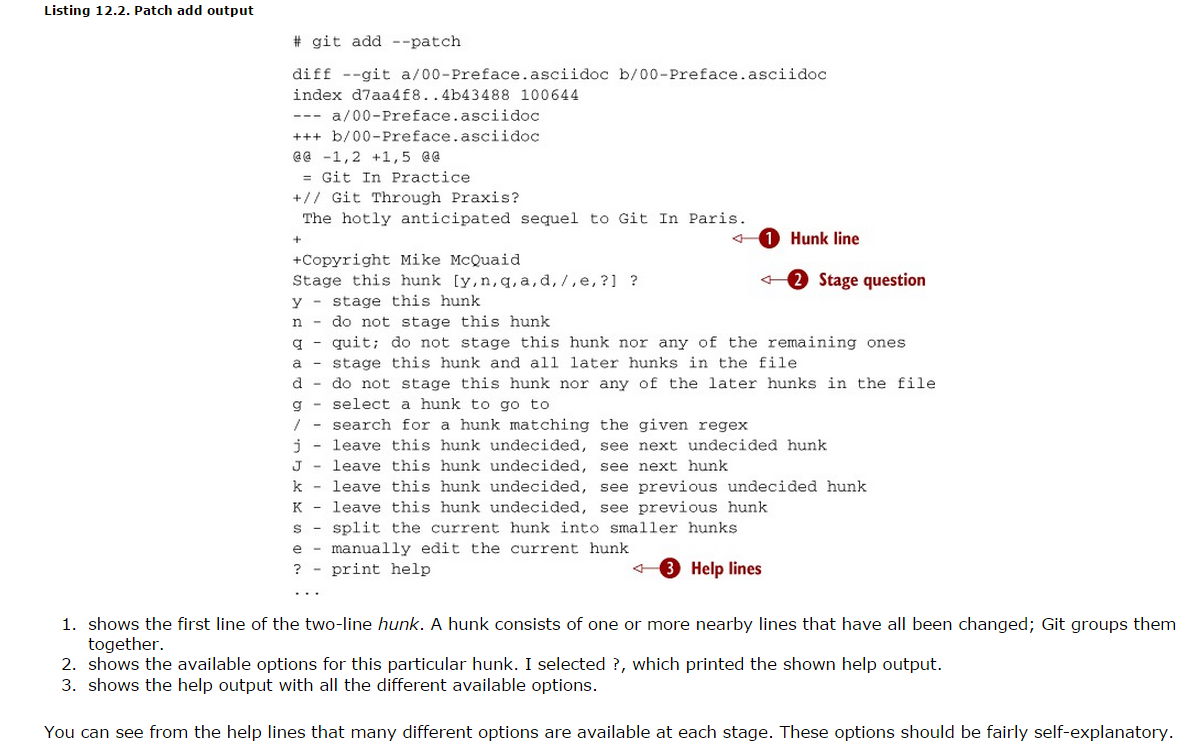 Listing 12.2. Patch add output
# git add --patch
diff --git a/00-Preface.asciidoc b/00-Preface.asciidoc
index d7aa4f8..4b43488 100644
--- a/00-Preface.asciidoc
+++ b/00-Preface.asciidoc
@@ -1,2 +1,5 @@
 = Git In Practice
+// Git Through Praxis?
 The hotly anticipated sequel to Git In Paris.
+ 1 Hunk line
+Copyright Mike McQuaid
Stage this hunk [y,n,q,a,d,/,e,?] ? 2 Stage question
y - stage this hunk
n - do not stage this hunk
q - quit; do not stage this hunk nor any of the remaining ones
a - stage this hunk and all later hunks in the file
d - do not stage this hunk nor any of the later hunks in the file
g - select a hunk to go to
/ - search for a hunk matching the given regex
j - leave this hunk undecided, see next undecided hunk
J - leave this hunk undecided, see next hunk
k - leave this hunk undecided, see previous undecided hunk
K - leave this hunk undecided, see previous hunk
s - split the current hunk into smaller hunks
e - manually edit the current hunk
? - print help 3 Help lines
...
1. shows the first line of the two-line hunk. A hunk consists of one or more nearby lines that have all been changed; Git groups them
together.
2. shows the available options for this particular hunk. I selected ?, which printed the shown help output.
3. shows the help output with all the different available options.
You can see from the help lines that many different options are available at each stage. These options should be fairly self-explanatory.